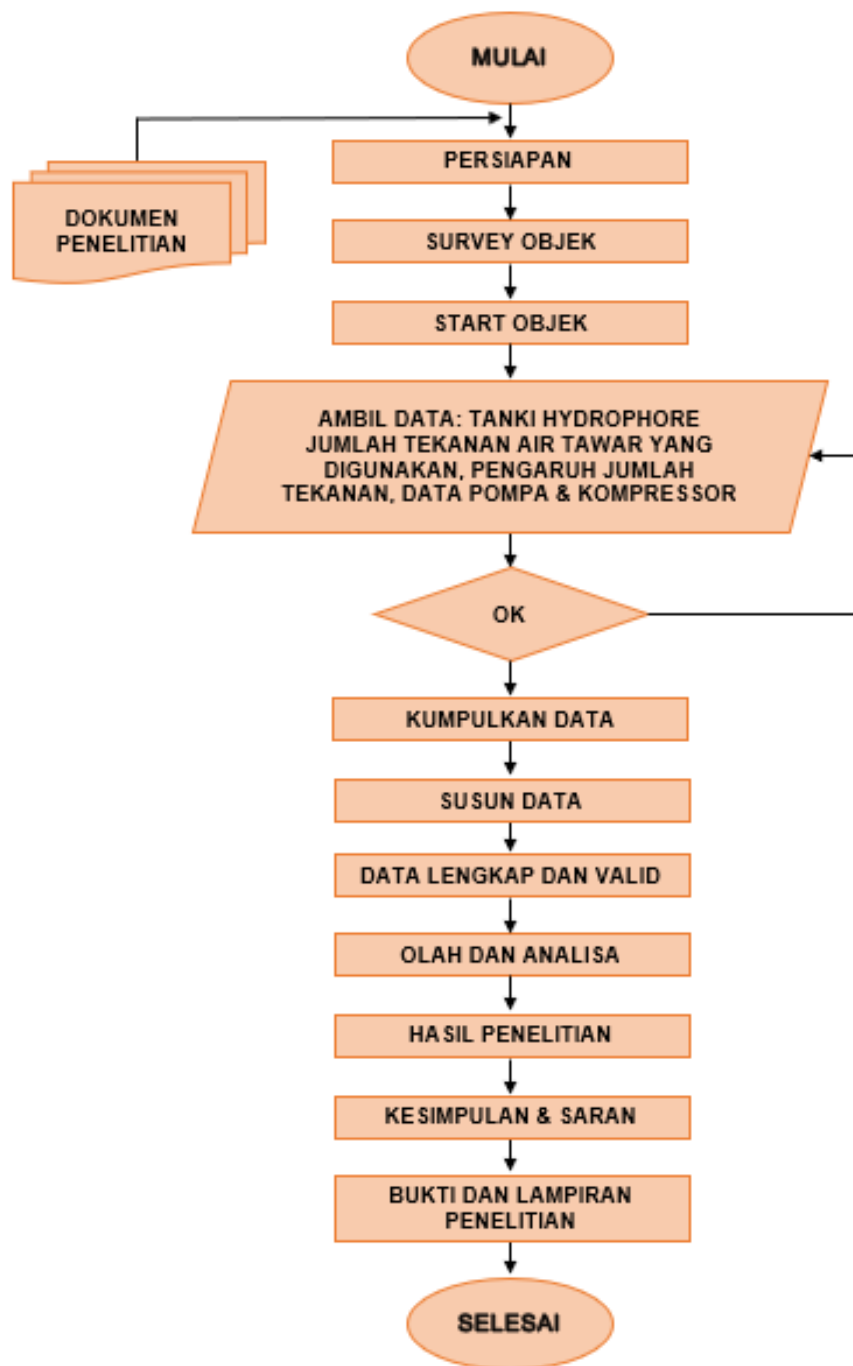 MULAI
PERSIAPAN
DOKUMEN
PENELITIAN
SURVEY OBJEK
START OBJEK
AMBIL DATA: TANKI HYDROPHORE
JUMLAH TEKANAN AIR TAWAR YANG
DIGUNAKAN, PENGARUH JUMLAH
TEKANAN, DATA POMPA & KOMPRESSOR
OK
KUMPULKAN DATA
SUSUN DATA
DATA LENGKAP DAN VALID
OLAH DAN ANALISA
HASIL PENELITIAN
KESIMPULAN & SARAN
BUKTI DAN LAMPIRAN
PENELITIAN
SELESAI